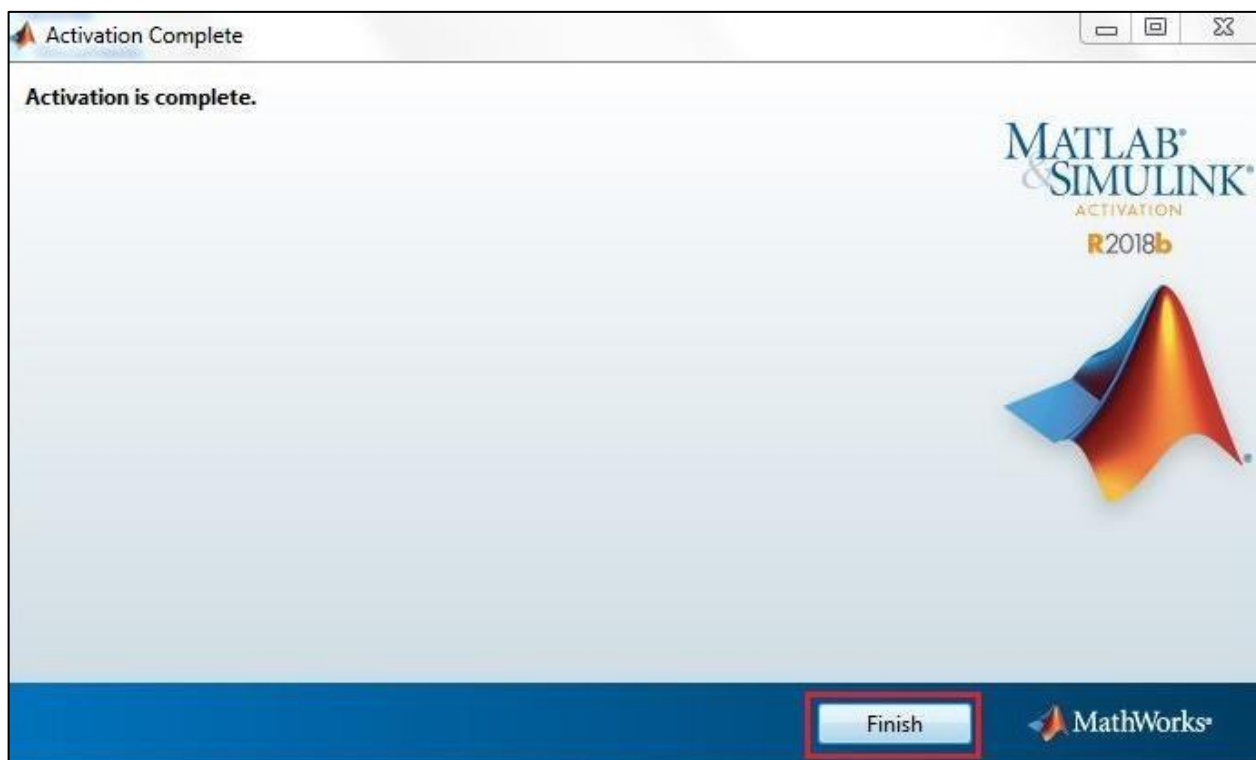 Activation Complete
Activation is complete.
MATLAB®
&SIMULINK®
ACTIVATION
R2018b
Finish
MathWorks®